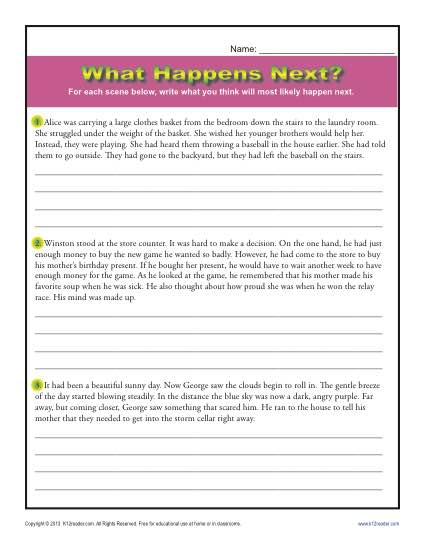 Name:
What Happens Next?
For each scene below, write what you think will most likely happen next.
1. Alice was carrying a large clothes basket from the bedroom down the stairs to the laundry room.
She struggled under the weight of the basket. She wished her younger brothers would help her.
Instead, they were playing. She had heard them throwing a baseball in the house earlier. She had told
them to go outside. They had gone to the backyard, but they had left the baseball on the stairs.
2. Winston stood at the store counter. It was hard to make a decision. On the one hand, he had just
enough money to buy the new game he wanted so badly. However, he had come to the store to buy
his mother's birthday present. If he bought her present, he would have to wait another week to have
enough money for the game. As he looked at the game, he remembered that his mother made his
favorite soup when he was sick. He also thought about how proud she was when he won the relay
race. His mind was made up.
3. It had been a beautiful sunny day. Now George saw the clouds begin to roll in. The gentle breeze
of the day started blowing steadily. In the distance the blue sky was now a dark, angry purple. Far
away, but coming closer, George saw something that scared him. He ran to the house to tell his
mother that they needed to get into the storm cellar right away.
Copyright © 2013 K12reader.com. All Rights Reserved. Free for educational use at home or in classrooms.
www.k12reader.com